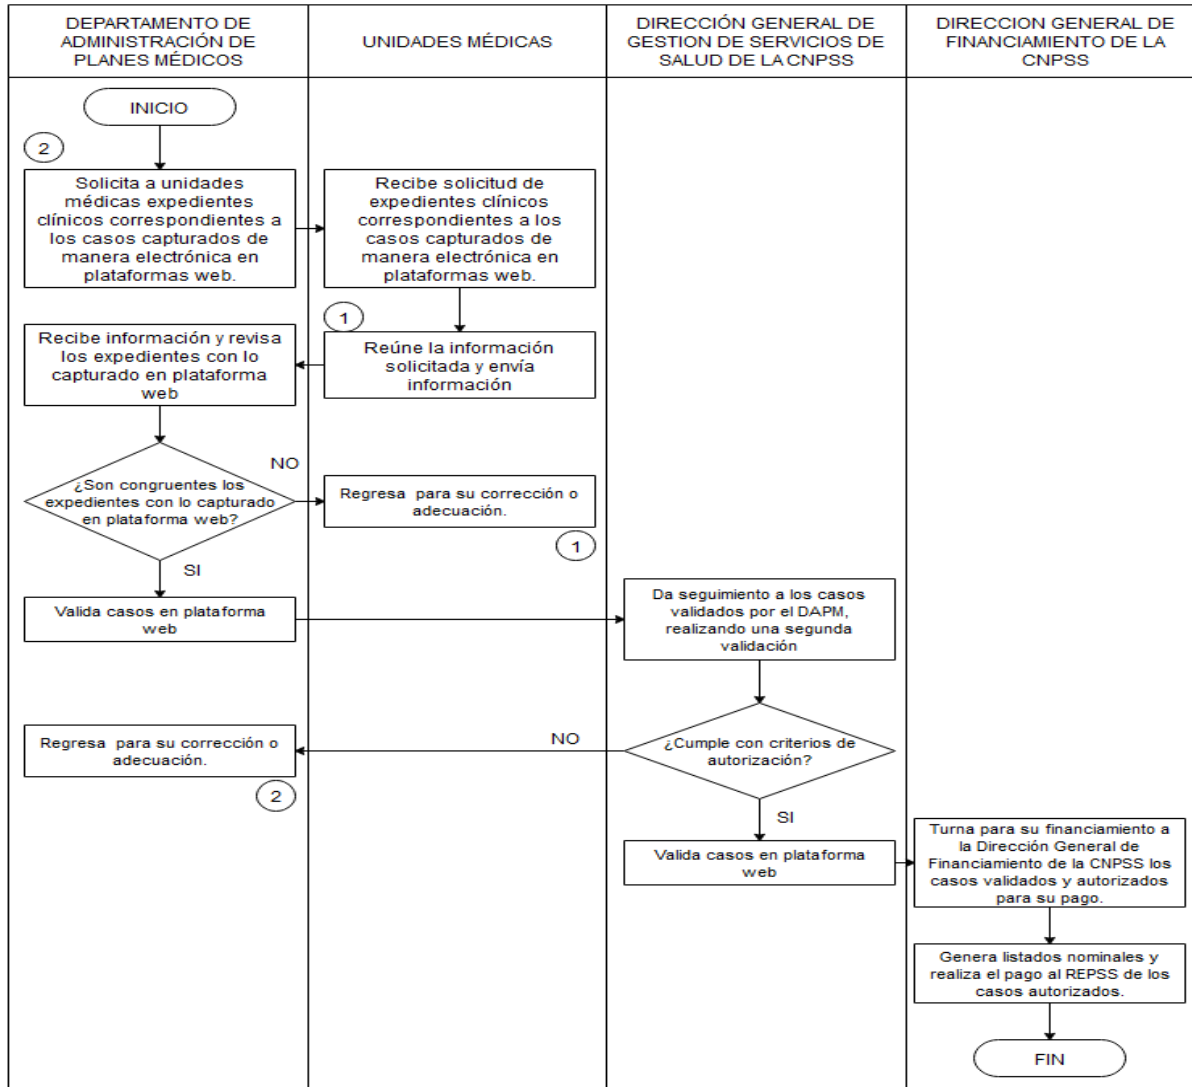 DEPARTAMENTO DE
ADMINISTRACIÓN DE
PLANES MÉDICOS
UNIDADES MÉDICAS
DIRECCIÓN GENERAL DE
GESTION DE SERVICIOS DE
SALUD DE LA CNPSS
DIRECCION GENERAL DE
FINANCIAMIENTO DE LA
CNPSS
INICIO
2
Solicita a unidades
médicas expedientes
clínicos correspondientes a
los casos capturados de
manera electrónica en
plataformas web.
Recibe solicitud de
expedientes clínicos
correspondientes a los
casos capturados de
manera electrónica en
plataformas web.
1
Reúne la información
solicitada y envía
información
Recibe información y revisa
los expedientes con lo
capturado en plataforma
web
¿Son congruentes los
expedientes con lo capturado
en plataforma web?
NO
Regresa para su corrección o
adecuación.
1
SI
Valida casos en plataforma
web
Da seguimiento a los casos
validados por el DAPM,
realizando una segunda
validación
¿Cumple con criterios de
autorización?
NO
Regresa para su corrección o
adecuación.
2
SI
Valida casos en plataforma
web
Turna para su financiamiento a
la Dirección General de
Financiamiento de la CNPSS los
casos validados y autorizados
para su pago.
Genera listados nominales y
realiza el pago al REPSS de los
casos autorizados.
FIN